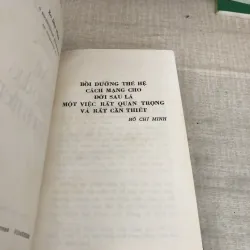 BỒI DƯỠNG THẾ HỆ
CÁCH MẠNG CHO
ĐỜI SAU LÀ
MỘT VIỆC RẤT QUAN TRỌNG
VÀ RẤT CẦN THIẾT
HỒ CHÍ MINH